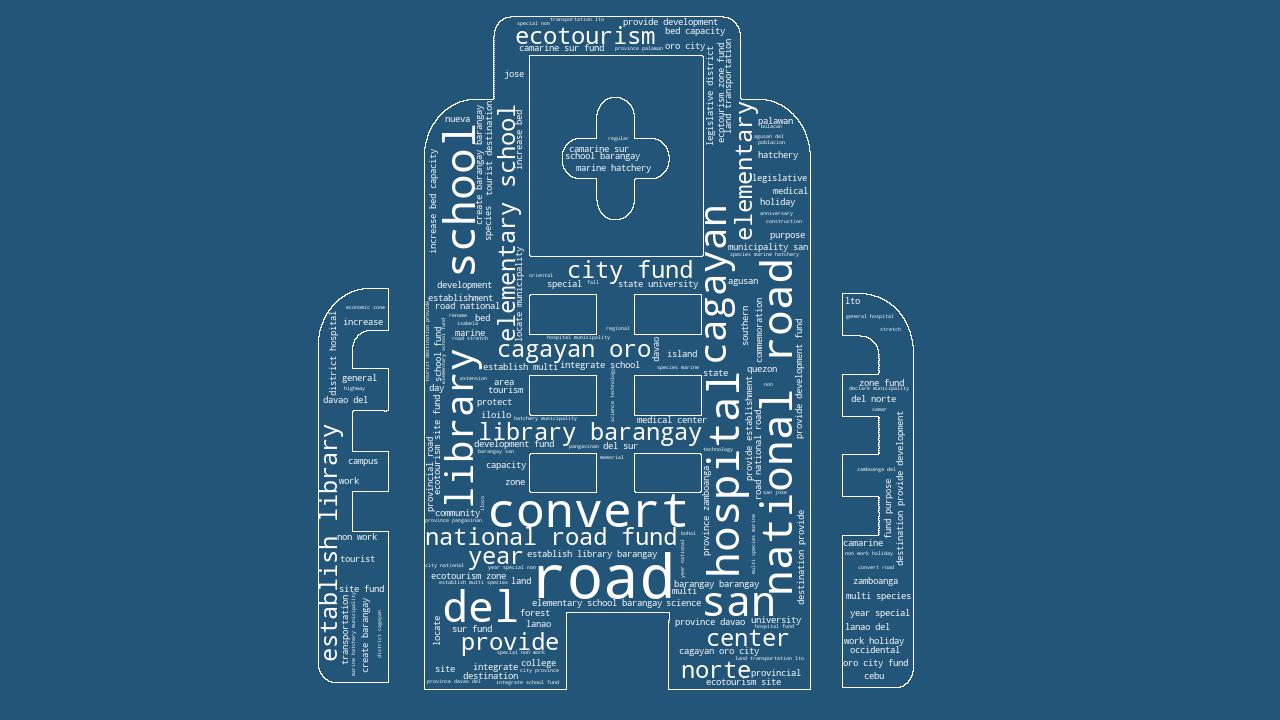 transportation lto
special non
provide development
ecotourism
bed capacity
camarine sur fund
province palawan
oro city
jose
legislative district
ecotourism zone fund
land transportation
nueva
school
create barangay
species tourist destination
elementary school
increase bed
increase bed capacity
regular
camarine sur
school barangay
marine hatchery
elementary
palawan
bulacan
agusan del
poblacion
hatchery
legislative
medical
holiday
anniversary
construction
purpose
municipality san
species marine hatchery
cagayan
city fund
oriental
special
fall
state university
agusan
development
establishment
road national
locate municipality
rename
isabela
bed
marine
road stretch
tourist destination provide
school fund
elementary school fund
hospital municipality
regional
cagayan oro
davao
island
southern
commemoration
national road
provide development fund
establish multi
integrate school
species marine
state
quezon
non
day
extension
area
tourism
protect
iloilo
hatchery municipality
science technology
medical center
library
library barangay
development fund
pangasinan
del sur
barangay san
memorial
technology
capacity
zone
provincial road
ecotourism site fund
hospital
provide establishment
road national road
san jose
province zamboanga
multi species marine
destination provide
iloco
community
province pangasinan
convert
national road fund
bohol
year national
year
establish library barangay
city national
year special non
ecotourism zone
establish multi species
land
road
barangay barangay
multi
san
elementary school barangay science
del
forest
lanao
locate
sur fund
provide
special non work
province davao
university
hospital fund
center
cagayan oro city
land transportation lto
norte
provincial
ecotourism site
site
integrate
college
city province
destination
province davao del
integrate school fund
economic zone
increase
district hospital
general
highway
davao del
establish library
campus
work
non work
tourist
site fund
transportation
marine hatchery municipality
create barangay
district cagayan
lto
general hospital
stretch
zone fund
declare municipality
del norte
samar
zamboanga del
fund purpose
destination provide development
camarine
non work holiday
convert road
zamboanga
multi species
year special
lanao del
work holiday
occidental
oro city fund
cebu